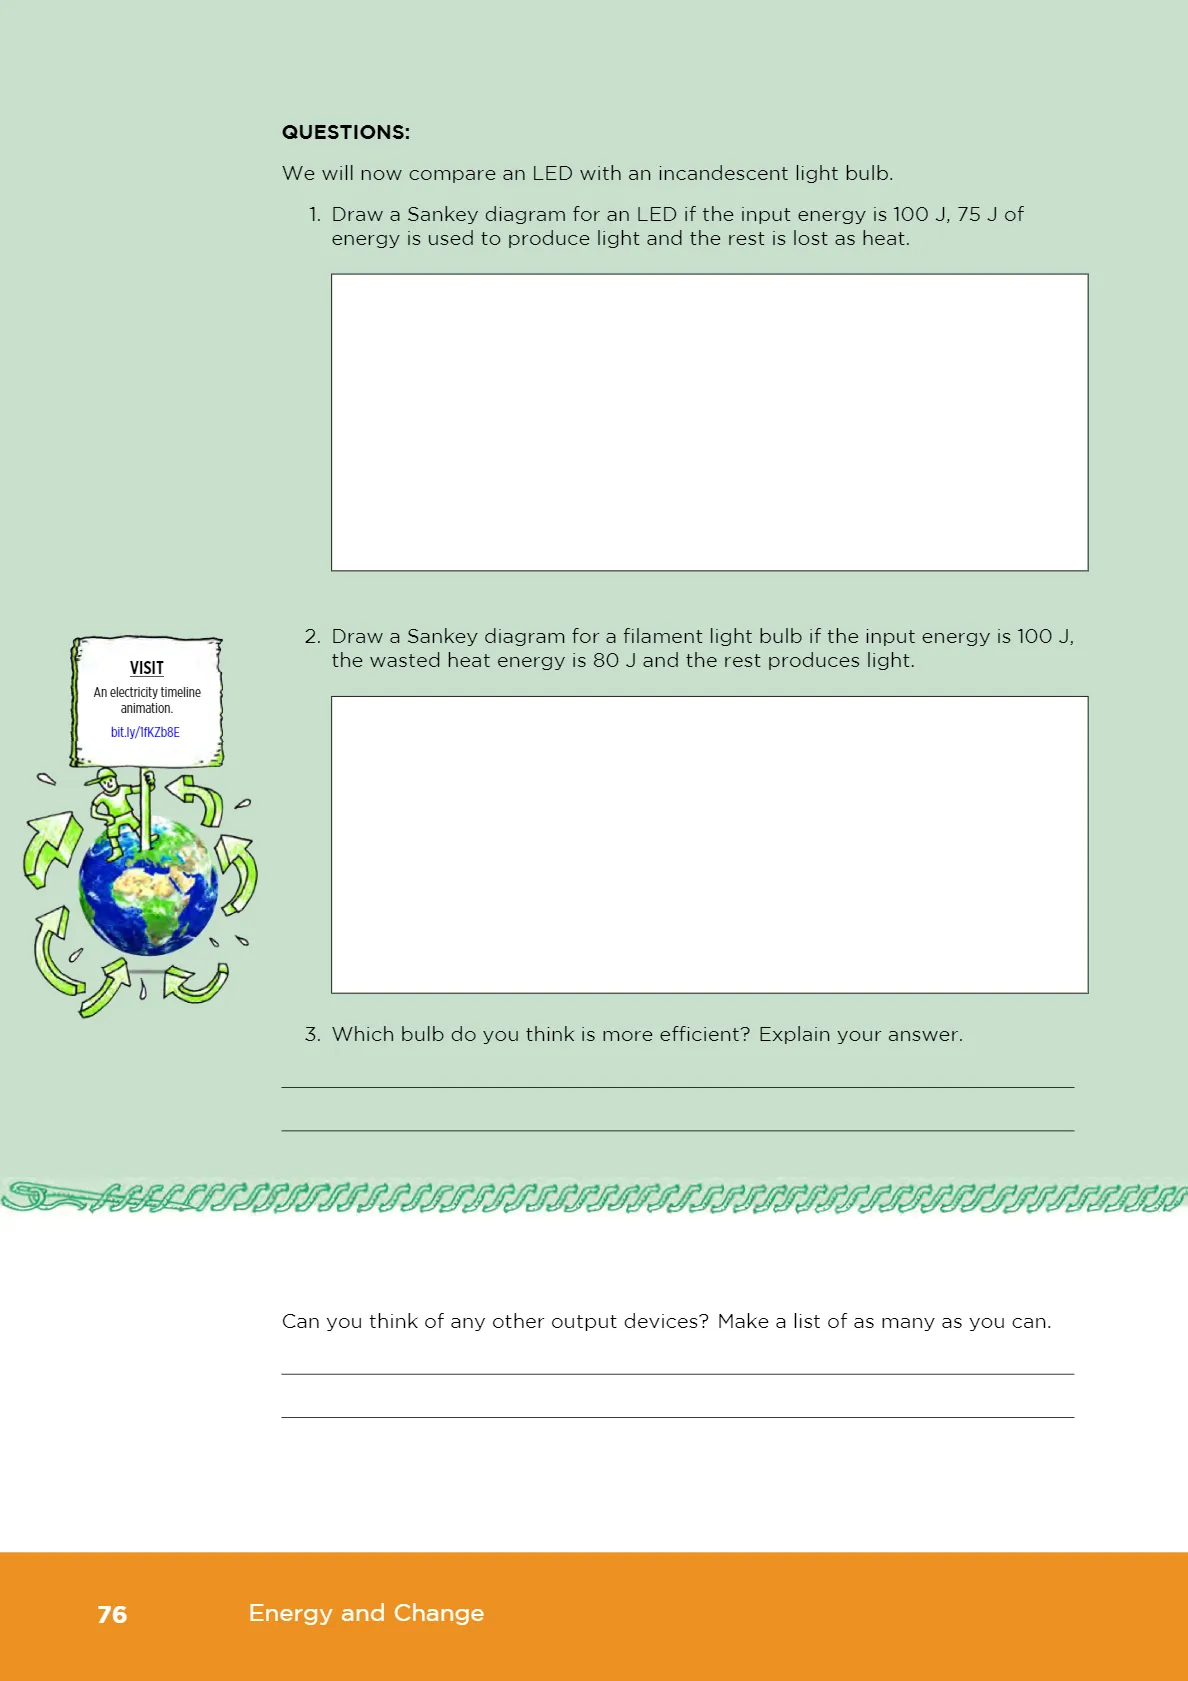 QUESTIONS:
We will now compare an LED with an incandescent light bulb.
1. Draw a Sankey diagram for an LED if the input energy is 100 J, 75 J of
energy is used to produce light and the rest is lost as heat.
2. Draw a Sankey diagram for a filament light bulb if the input energy is 100 J,
the wasted heat energy is 80 J and the rest produces light.
VISIT
An electricity timeline
animation.
bit.ly/1fKZb8E
3. Which bulb do you think is more efficient? Explain your answer.
Can you think of any other output devices? Make a list of as many as you can.
76 Energy and Change